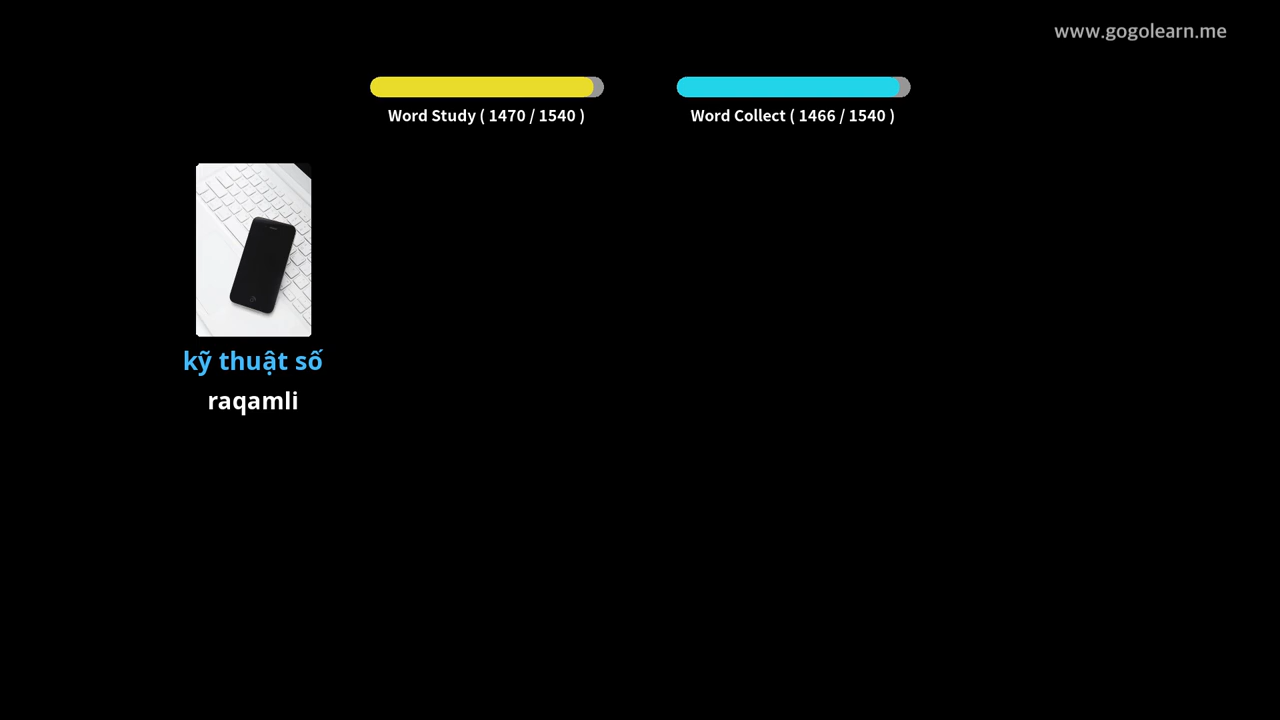 www.gogolearn.me
Word Study ( 1470 / 1540 )
Word Collect ( 1466 / 1540 )
kỹ thuật số
raqamli